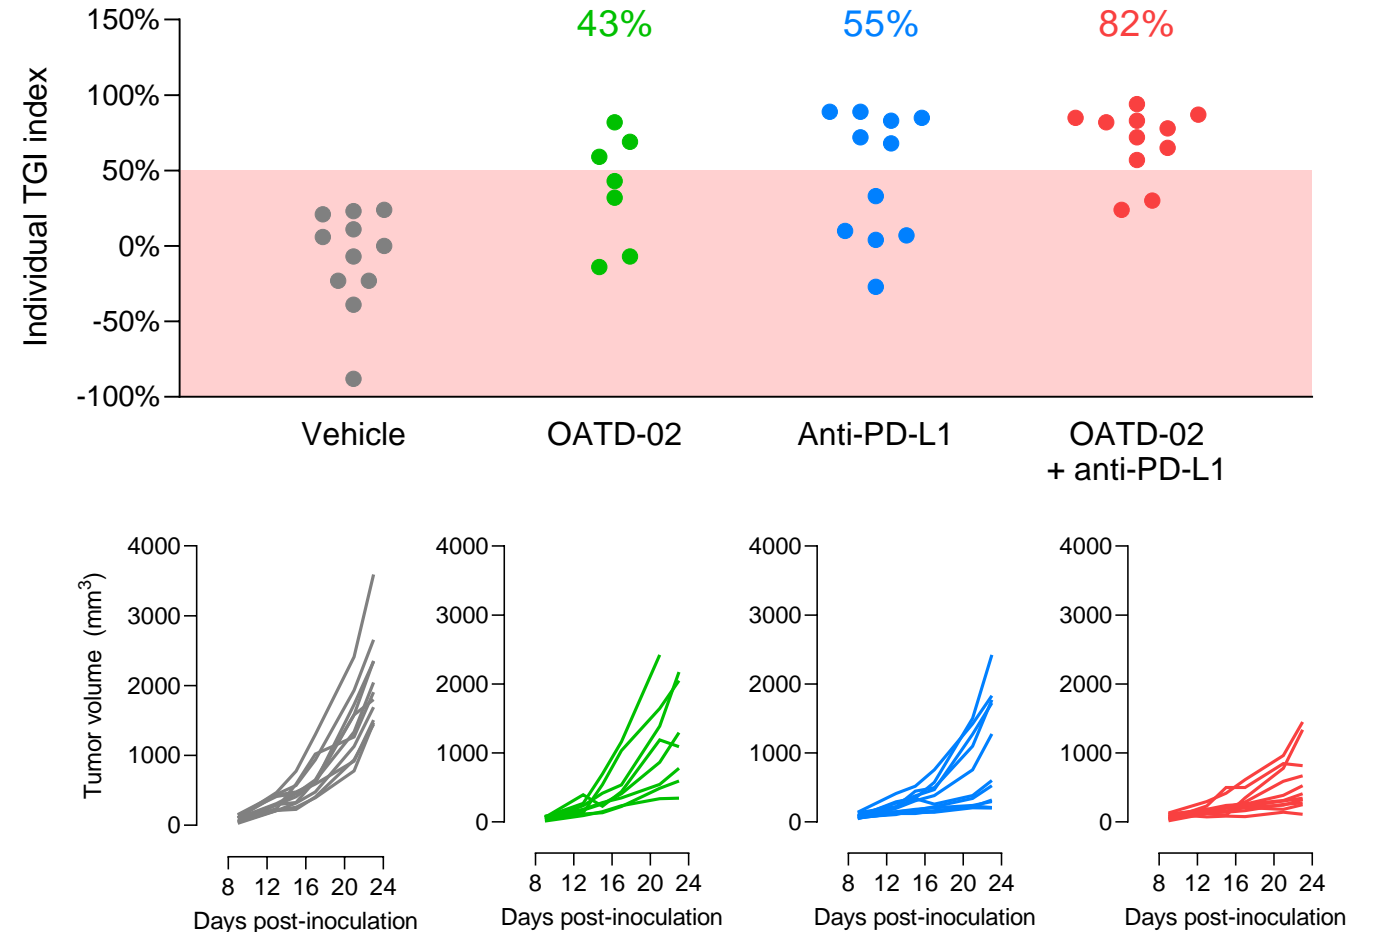 43% 55% 82%
150%
100%
50%
0%
-50%
-100%
Individual TGI index
Vehicle OATD-02 Anti-PD-L1 OATD-02
+ anti-PD-L1
4000 4000 4000 4000
3000 3000 3000 3000
2000 2000 2000 2000
1000 1000 1000 1000
0 0 0 0
Tumor volume (mm³)
8 12 16 20 24 8 12 16 20 24 8 12 16 20 24 8 12 16 20 24
Days post-inoculation Days post-inoculation Days post-inoculation Days post-inoculation